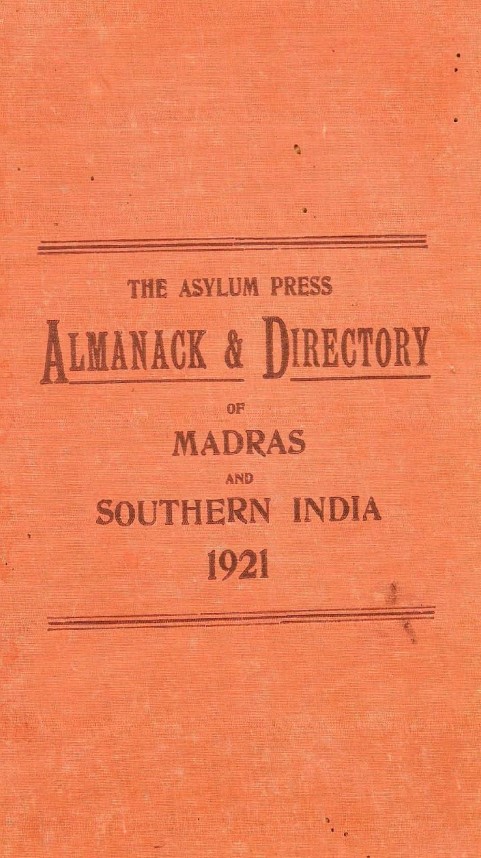 THE ASYLUM PRESS
ALMANACK & DIRECTORY
OF
MADRAS
AND
SOUTHERN INDIA
1921